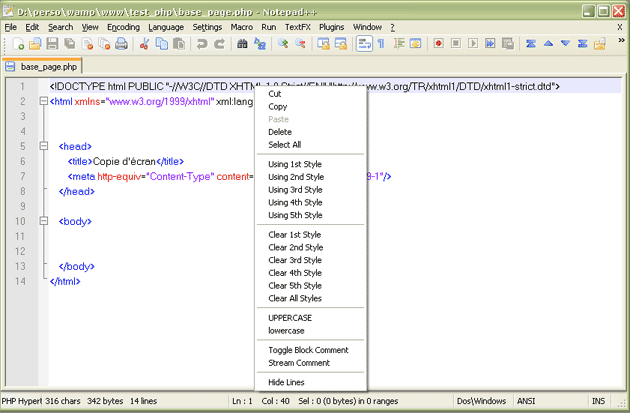 D:\perso\wamo\www\test_php\base_page.php - Notepad++
File Edit Search View Encoding Language Settings Macro Run TextFX Plugins Window ?
base_page.php
1 <!DOCTYPE html PUBLIC "-//W3C//DTD XHTML 1.0 Strict//EN" "http://www.w3.org/TR/xhtml1/DTD/xhtml1-strict.dtd">
2 <html xmlns="www.w3.org/1999/xhtml" xml:lang
3
4
5 <head>
6 <title>Copie d'écran</title>
7 <meta http-equiv="Content-Type" content= 9-1"/>
8 </head>
9
10 <body>
11
12
13 </body>
14 </html>
Cut
Copy
Paste
Delete
Select All
Using 1st Style
Using 2nd Style
Using 3rd Style
Using 4th Style
Using 5th Style
Clear 1st Style
Clear 2nd Style
Clear 3rd Style
Clear 4th Style
Clear 5th Style
Clear All Styles
UPPERCASE
lowercase
Toggle Block Comment
Stream Comment
Hide Lines
PHP Hypert 316 chars 342 bytes 14 lines Ln : 1 Col : 40 Sel : 0 (0 bytes) in 0 ranges Dos\Windows ANSI INS